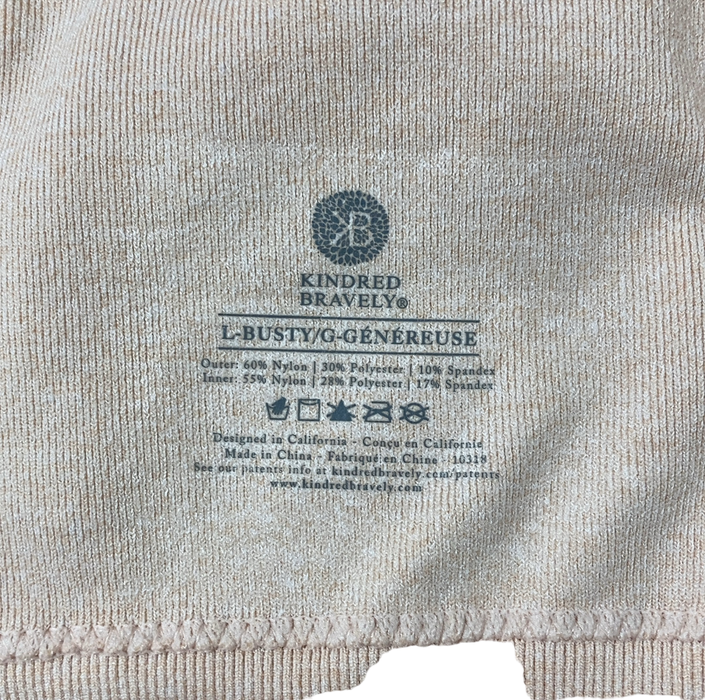 KB
KINDRED
BRAVELY®
L-BUSTY/G-GÉNÉREUSE
Outer: 60% Nylon | 30% Polyester | 10% Spandex
Inner: 55% Nylon | 28% Polyester | 17% Spandex
Designed in California - Conçu en Californie
Made in China - Fabriqué en Chine - 10318
See our patents info at kindredbravely.com/patents
www.kindredbravely.com